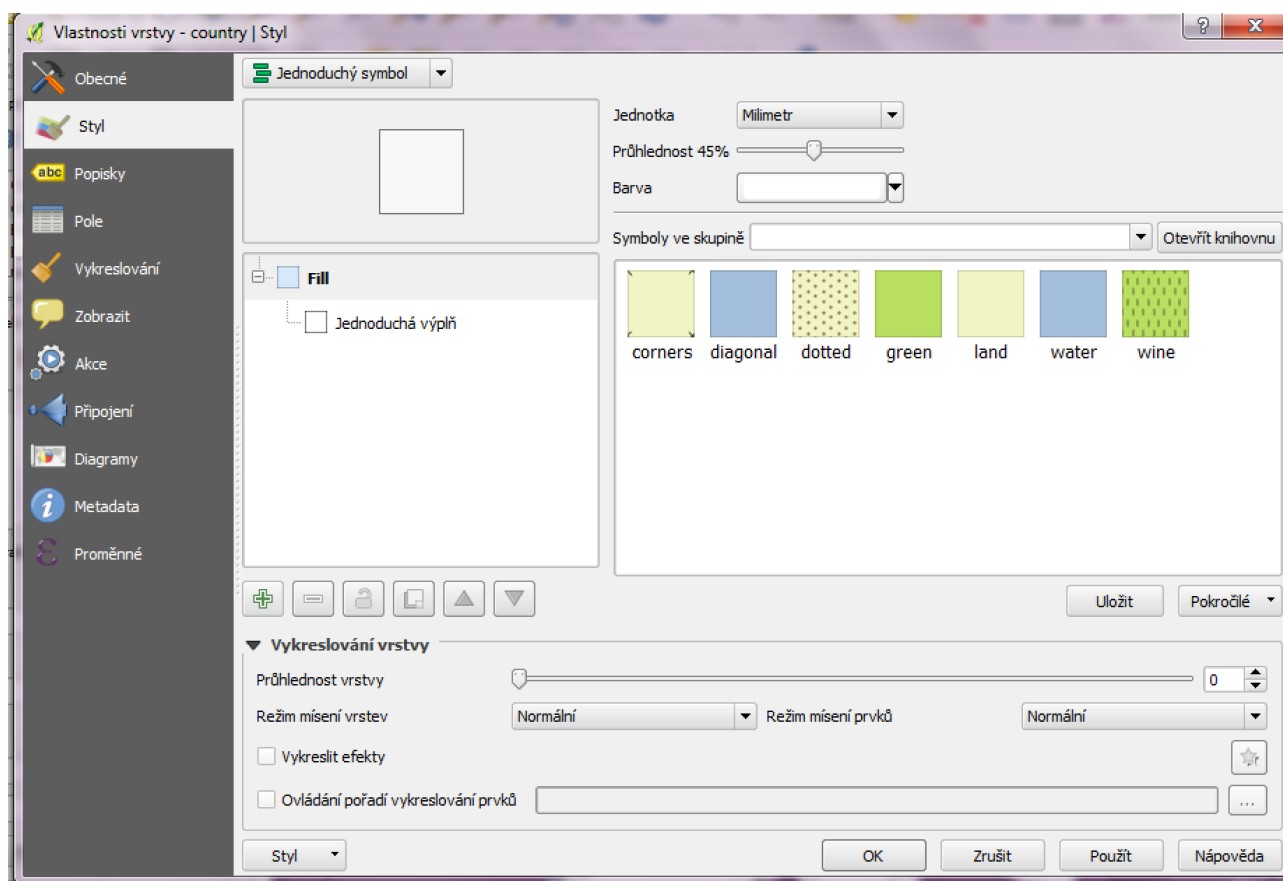 Vlastnosti vrstvy - country | Styl
?
X
Obecné
Styl
abc Popisky
Pole
Vykreslování
Zobrazit
Akce
Připojení
Diagramy
Metadata
Proměnné
Jednoduchý symbol
Jednotka Milimetr
Průhlednost 45%
Barva
Symboly ve skupině Otevřít knihovnu
Fill
Jednoduchá výplň
corners diagonal dotted green land water wine
Uložit Pokročilé
Vykreslování vrstvy
Průhlednost vrstvy 0
Režim mísení vrstev Normální Režim mísení prvků Normální
Vykreslit efekty
Ovládání pořadí vykreslování prvků ...
Styl OK Zrušit Použít Nápověda